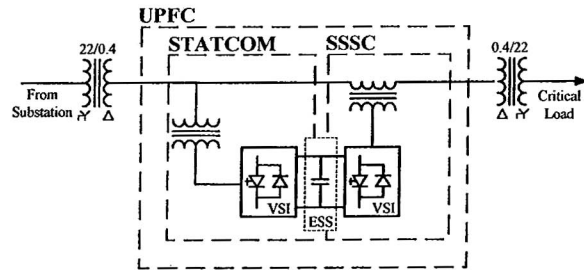 UPFC
STATCOM
SSSC
22/0.4
0.4/22
From
Substation
Critical
Load
Y
Δ
Δ
Y
VSI
ESS
VSI